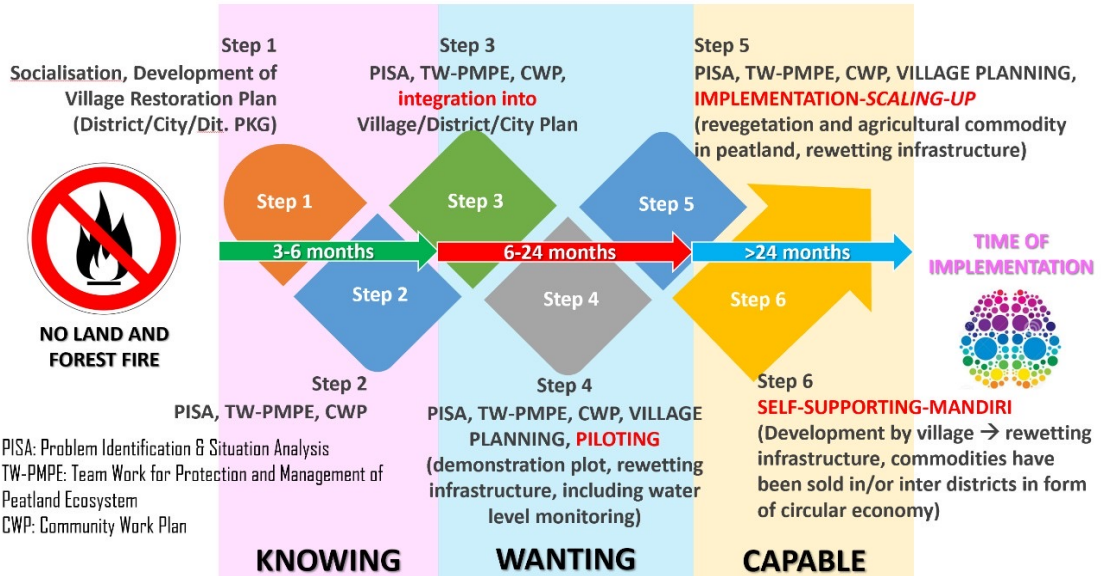 Step 1
Socialisation, Development of
Village Restoration Plan
(District/City/Dit. PKG)
Step 3
PISA, TW-PMPE, CWP,
integration into
Village/District/City Plan
Step 5
PISA, TW-PMPE, CWP, VILLAGE PLANNING,
IMPLEMENTATION-SCALING-UP
(revegetation and agricultural commodity
in peatland, rewetting infrastructure)
Step 1
Step 3
Step 5
3-6 months
6-24 months
>24 months
Step 2
Step 4
Step 6
TIME OF
IMPLEMENTATION
NO LAND AND
FOREST FIRE
Step 2
PISA, TW-PMPE, CWP
Step 4
PISA, TW-PMPE, CWP, VILLAGE
PLANNING, PILOTING
(demonstration plot, rewetting
infrastructure, including water
level monitoring)
Step 6
SELF-SUPPORTING-MANDIRI
(Development by village → rewetting
infrastructure, commodities have
been sold in/or inter districts in form
of circular economy)
PISA: Problem Identification & Situation Analysis
TW-PMPE: Team Work for Protection and Management of
Peatland Ecosystem
CWP: Community Work Plan
KNOWING
WANTING
CAPABLE